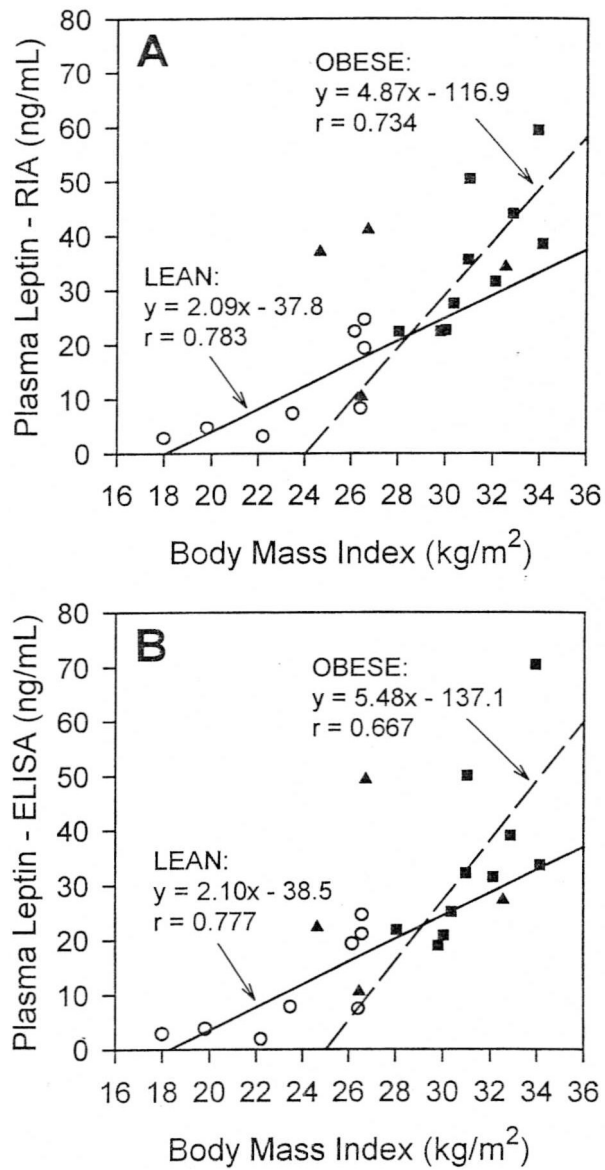 A
OBESE:
y = 4.87x - 116.9
r = 0.734
LEAN:
y = 2.09x - 37.8
r = 0.783
Plasma Leptin - RIA (ng/mL)
80
70
60
50
40
30
20
10
0
16 18 20 22 24 26 28 30 32 34 36
Body Mass Index (kg/m²)
B
OBESE:
y = 5.48x - 137.1
r = 0.667
LEAN:
y = 2.10x - 38.5
r = 0.777
Plasma Leptin - ELISA (ng/mL)
80
70
60
50
40
30
20
10
0
16 18 20 22 24 26 28 30 32 34 36
Body Mass Index (kg/m²)